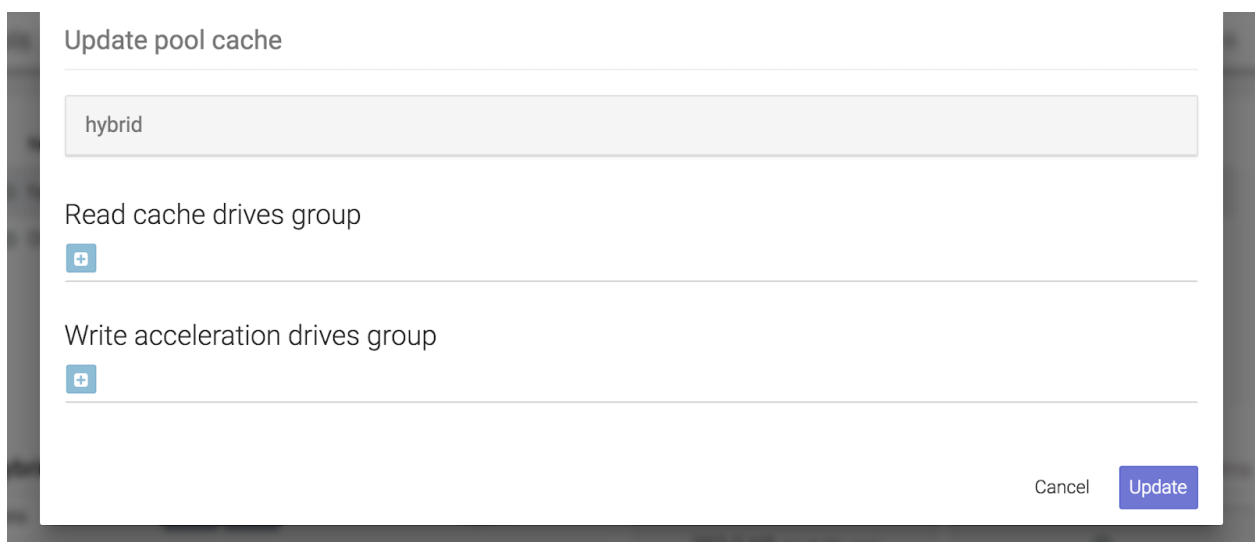 Update pool cache
hybrid
Read cache drives group
Write acceleration drives group
Cancel
Update